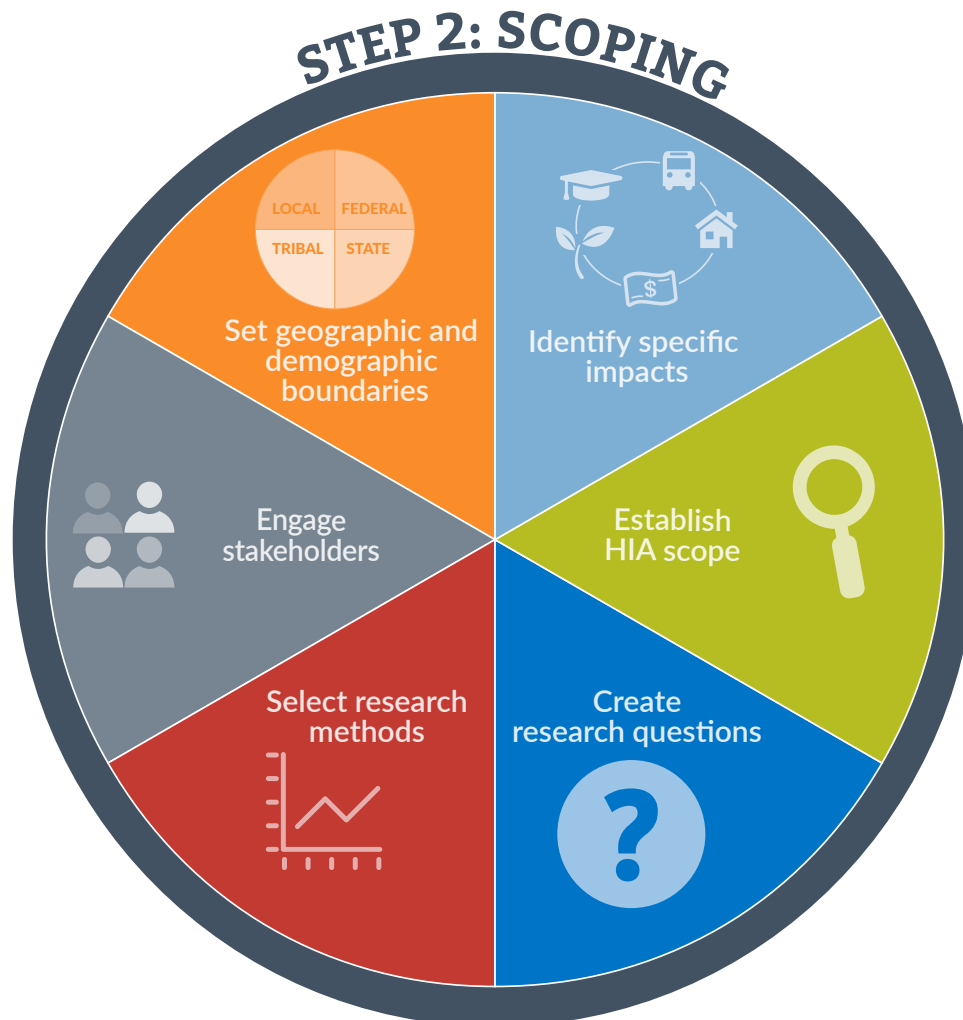 STEP 2: SCOPING
LOCAL
FEDERAL
TRIBAL
STATE
Set geographic and
demographic
boundaries
$
Identify specific
impacts
Engage
stakeholders
Establish
HIA scope
Select research
methods
Create
research questions
?